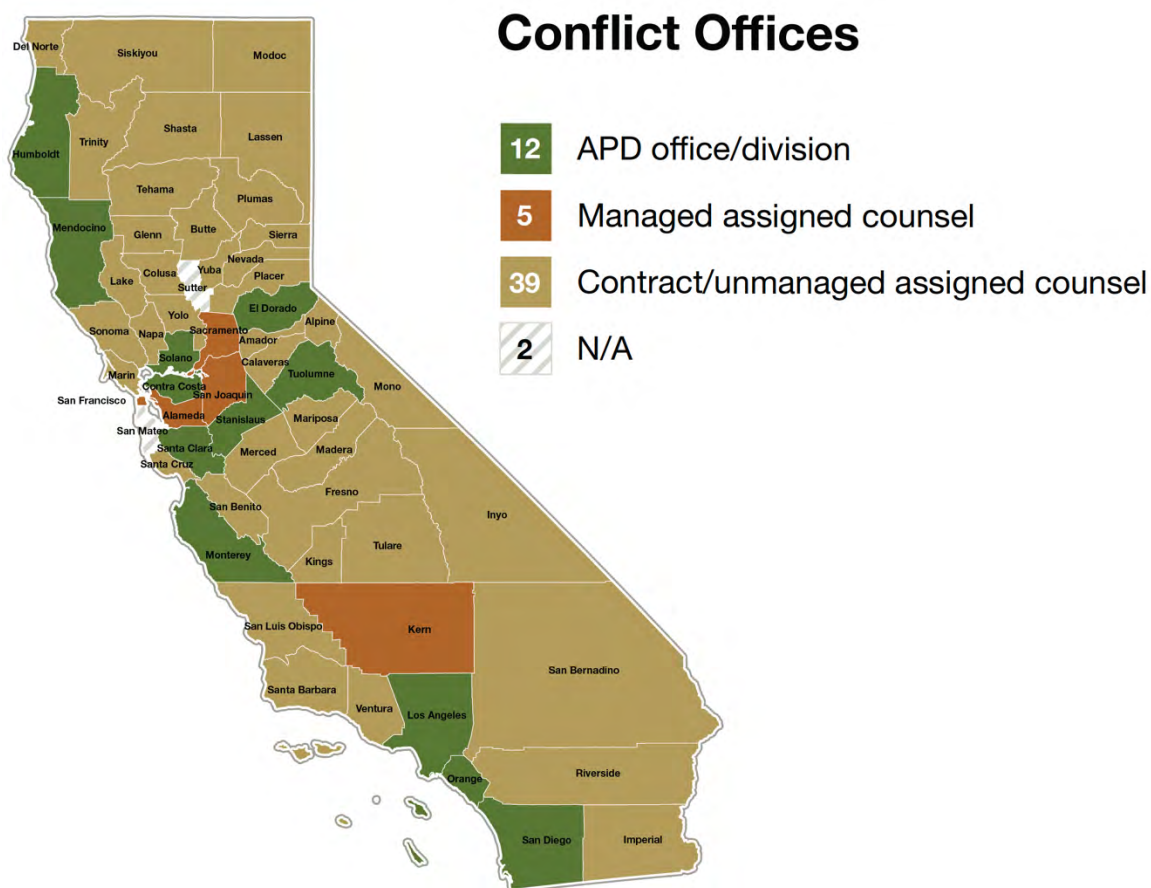 Conflict Offices
12 APD office/division
5 Managed assigned counsel
39 Contract/unmanaged assigned counsel
2 N/A
Del Norte
Siskiyou
Modoc
Humboldt
Trinity
Shasta
Lassen
Tehama
Plumas
Mendocino
Glenn
Butte
Sierra
Lake
Colusa
Sutter
Yuba
Nevada
Placer
Sonoma
Napa
Yolo
Sacramento
El Dorado
Alpine
Amador
Solano
Marin
Contra Costa
San Joaquin
Calaveras
Tuolumne
Mono
San Francisco
Alameda
Stanislaus
Mariposa
San Mateo
Santa Clara
Merced
Madera
Santa Cruz
Fresno
San Benito
Inyo
Monterey
Kings
Tulare
San Luis Obispo
Kern
San Bernadino
Santa Barbara
Ventura
Los Angeles
Orange
Riverside
San Diego
Imperial